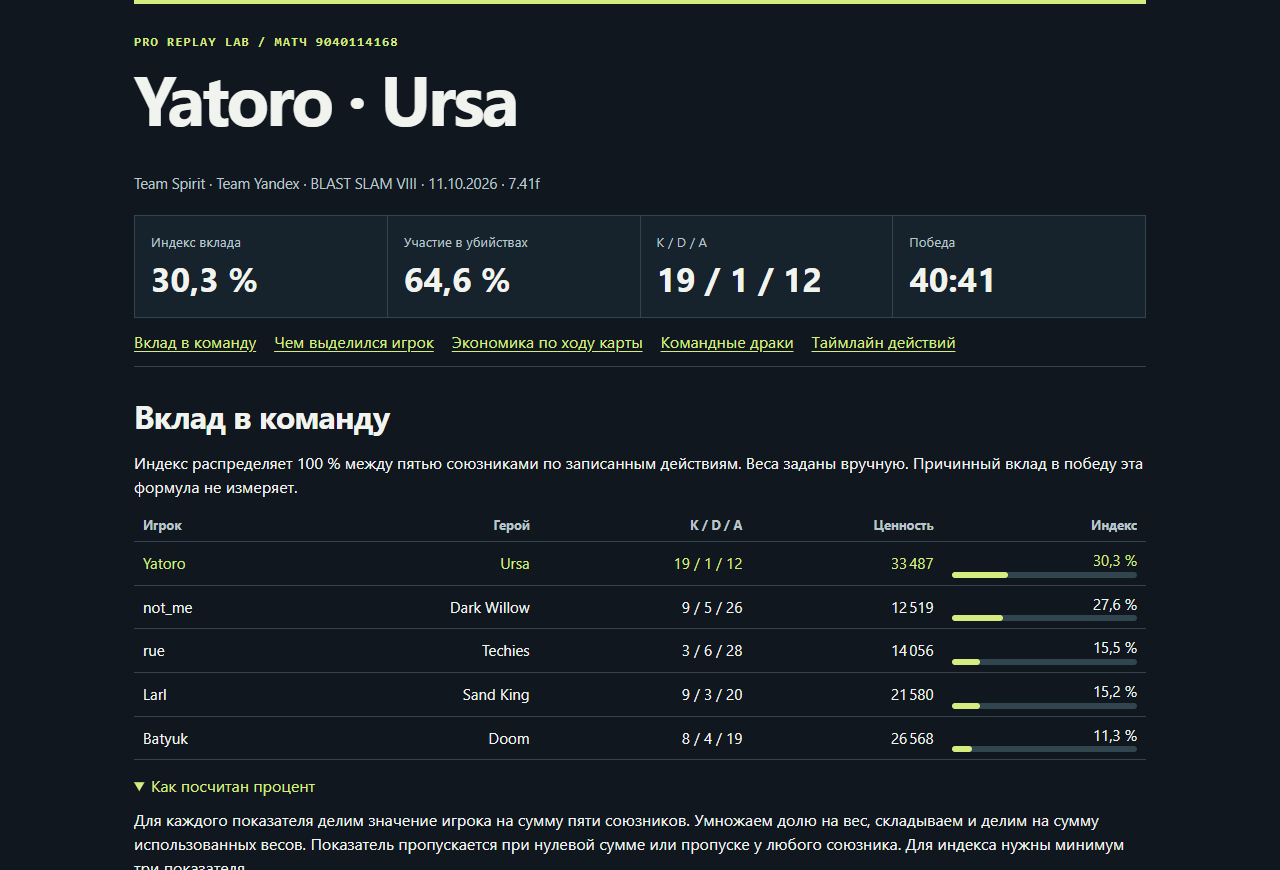 PRO REPLAY LAB / МАТЧ 9040114168
Yatoro · Ursa
Team Spirit · Team Yandex · BLAST SLAM VIII · 11.10.2026 · 7.41f
Индекс вклада Участие в убийствах K / D / A Победа
30,3 % 64,6 % 19 / 1 / 12 40:41
Вклад в команду Чем выделился игрок Экономика по ходу карты Командные драки Таймлайн действий
Вклад в команду
Индекс распределяет 100 % между пятью союзниками по записанным действиям. Веса заданы вручную. Причинный вклад в победу эта
формула не измеряет.
Игрок Герой K / D / A Ценность Индекс
Yatoro Ursa 19 / 1 / 12 33 487 30,3 %
not_me Dark Willow 9 / 5 / 26 12 519 27,6 %
rue Techies 3 / 6 / 28 14 056 15,5 %
Larl Sand King 9 / 3 / 20 21 580 15,2 %
Batyuk Doom 8 / 4 / 19 26 568 11,3 %
▼ Как посчитан процент
Для каждого показателя делим значение игрока на сумму пяти союзников. Умножаем долю на вес, складываем и делим на сумму
использованных весов. Показатель пропускается при нулевой сумме или пропуске у любого союзника. Для индекса нужны минимум
три показателя.